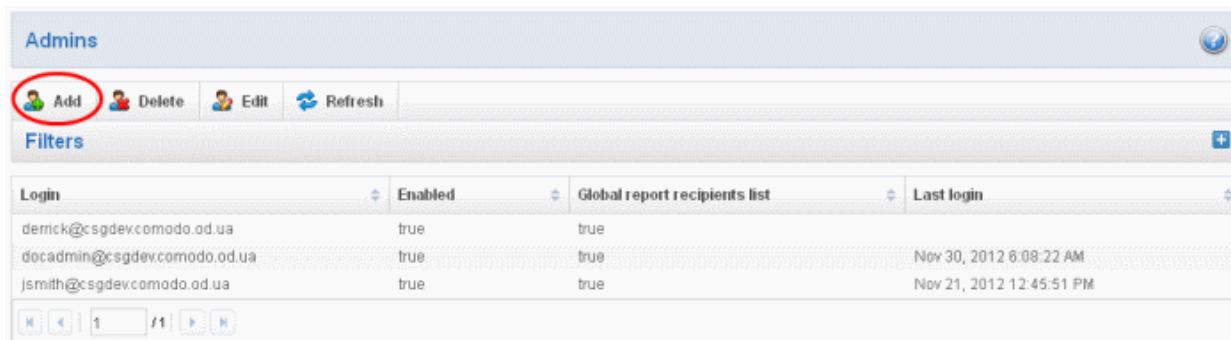 Admins
Add Delete Edit Refresh
Filters
Login Enabled Global report recipients list Last login
derrick@csgdev.comodo.od.ua true true
docadmin@csgdev.comodo.od.ua true true Nov 30, 2012 6:08:22 AM
jsmith@csgdev.comodo.od.ua true true Nov 21, 2012 12:45:51 PM
1 /1